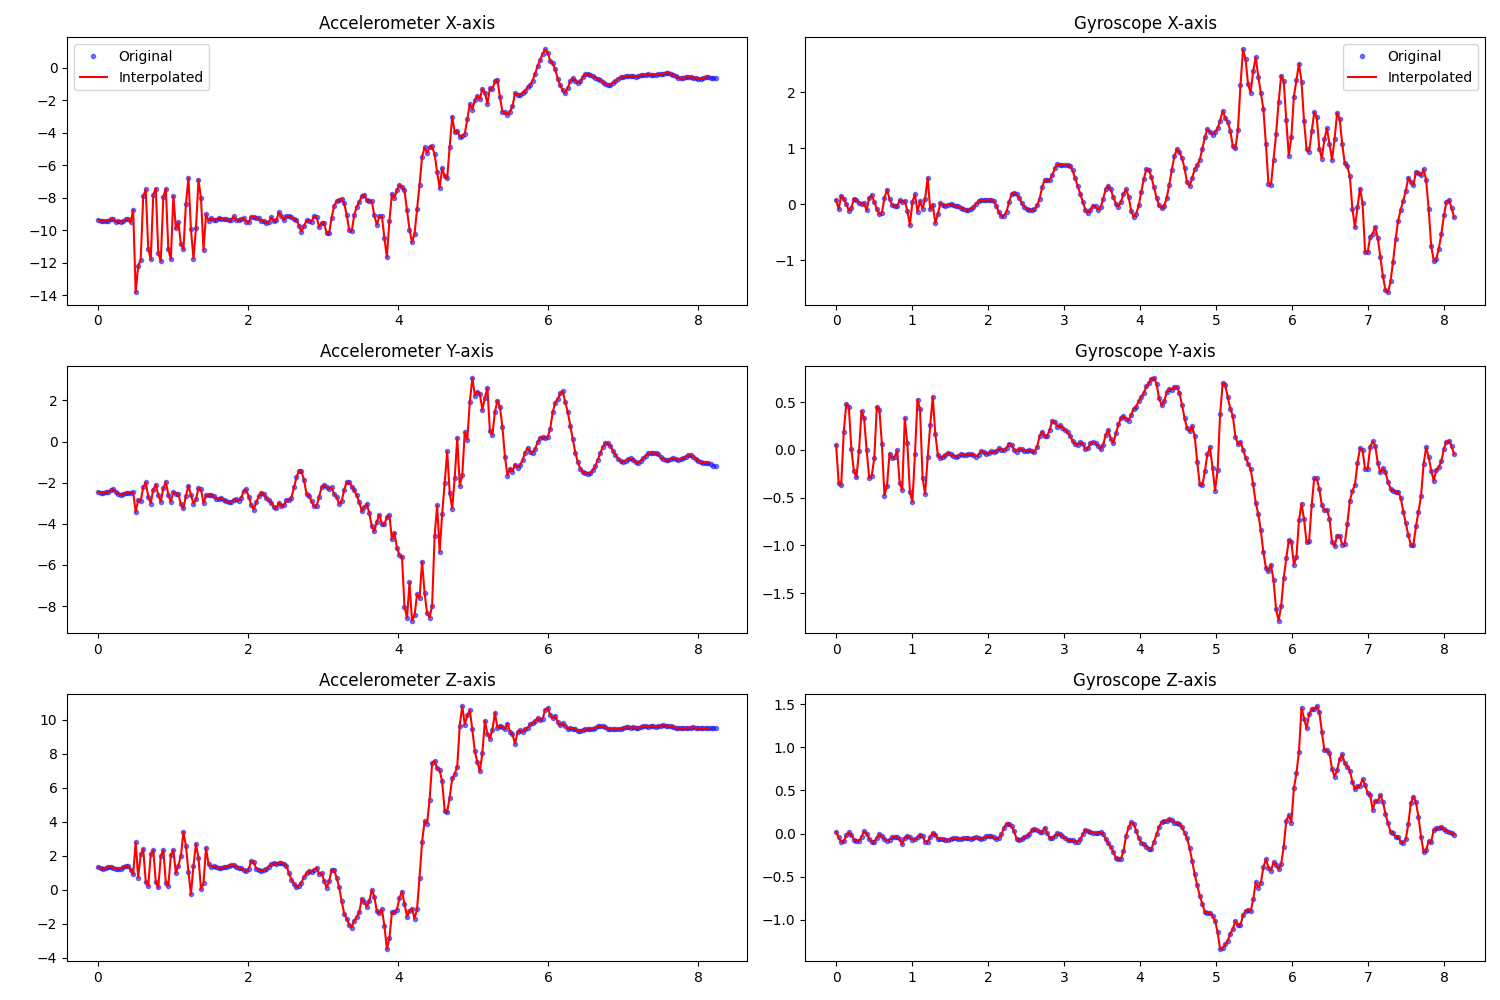 Accelerometer X-axis
Original
Interpolated
0
−2
−4
−6
−8
−10
−12
−14
0 2 4 6 8
Gyroscope X-axis
Original
Interpolated
2
1
0
−1
0 1 2 3 4 5 6 7 8
Accelerometer Y-axis
2
0
−2
−4
−6
−8
0 2 4 6 8
Gyroscope Y-axis
0.5
0.0
−0.5
−1.0
−1.5
0 1 2 3 4 5 6 7 8
Accelerometer Z-axis
10
8
6
4
2
0
−2
−4
0 2 4 6 8
Gyroscope Z-axis
1.5
1.0
0.5
0.0
−0.5
−1.0
0 1 2 3 4 5 6 7 8